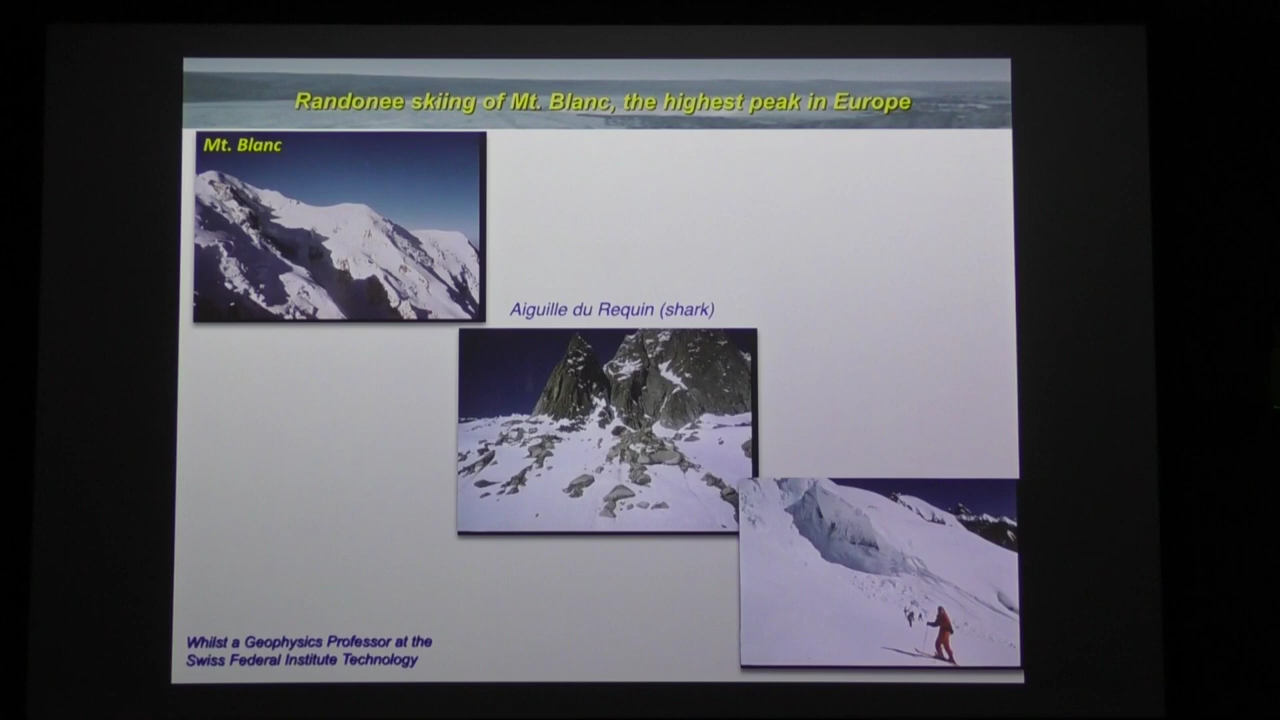 Randonee skiing of Mt. Blanc, the highest peak in Europe
Mt. Blanc
Aiguille du Requin (shark)
Whilst a Geophysics Professor at the
Swiss Federal Institute Technology